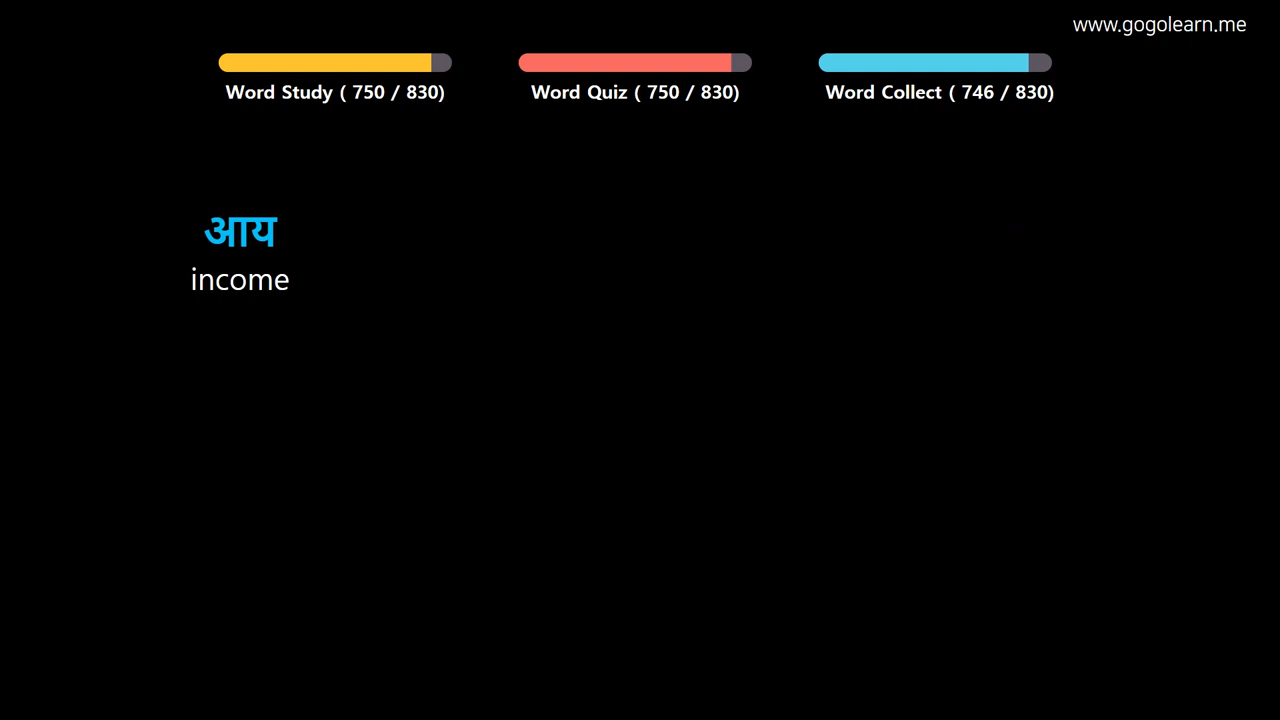 www.gogolearn.me
Word Study ( 750 / 830)
Word Quiz ( 750 / 830)
Word Collect ( 746 / 830)
आय
income